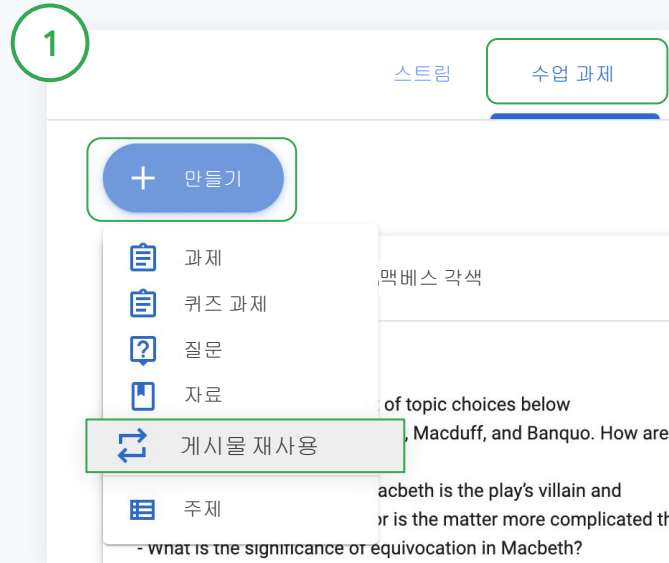 1
스트림
수업 과제
만들기
과제
맥베스 각색
퀴즈 과제
질문
자료
of topic choices below
게시물 재사용
, Macduff, and Banquo. How are
acbeth is the play's villain and
주제
or is the matter more complicated th
- What is the significance of equivocation in Macbeth?